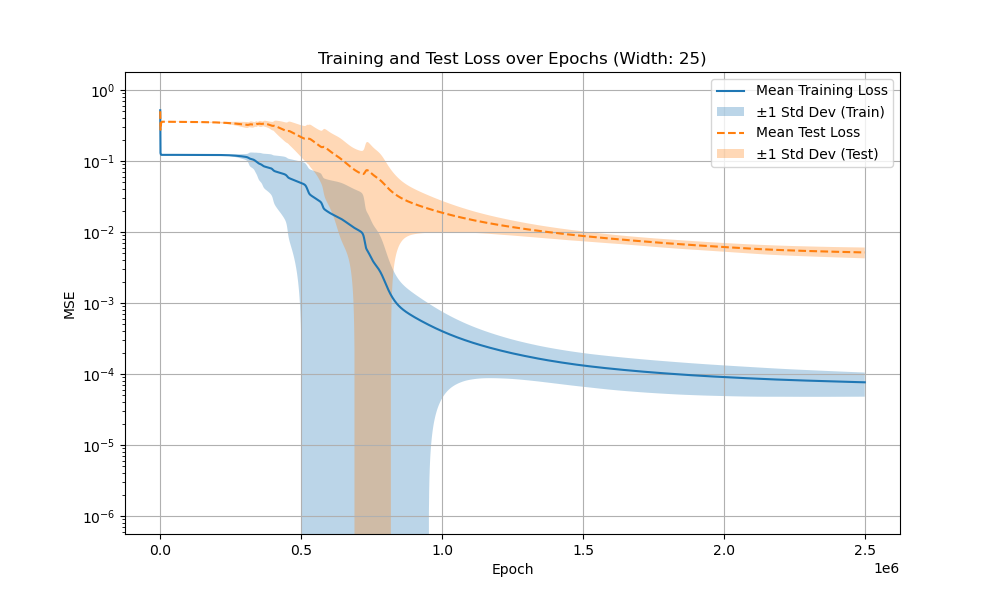 Training and Test Loss over Epochs (Width: 25)
Mean Training Loss
±1 Std Dev (Train)
Mean Test Loss
±1 Std Dev (Test)
10⁰
10⁻¹
10⁻²
10⁻³
10⁻⁴
10⁻⁵
10⁻⁶
MSE
0.0 0.5 1.0 1.5 2.0 2.5
1e6
Epoch